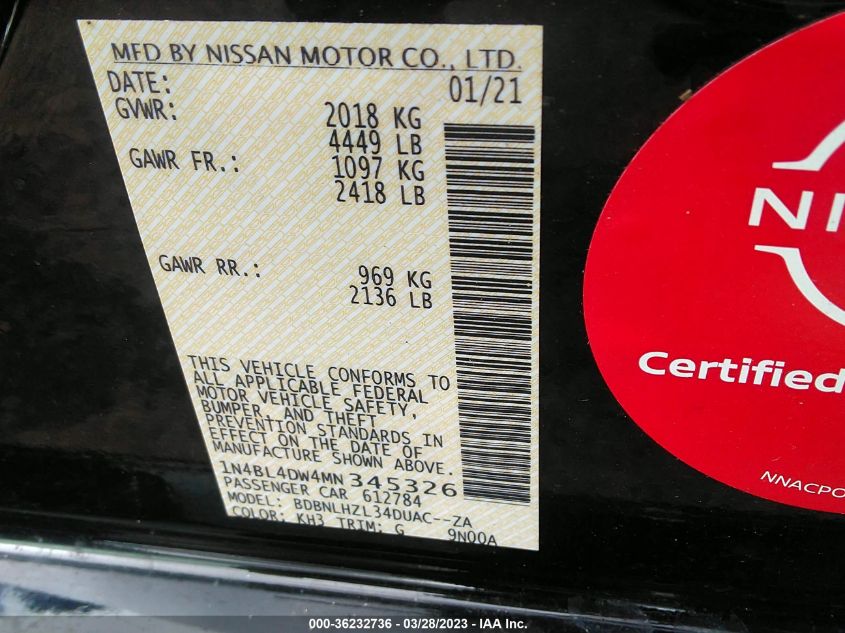 MFD BY NISSAN MOTOR CO., LTD.
DATE: 01/21
GVWR: 2018 KG
4449 LB
GAWR FR.: 1097 KG
2418 LB
GAWR RR.: 969 KG
2136 LB
THIS VEHICLE CONFORMS TO
ALL APPLICABLE FEDERAL
MOTOR VEHICLE SAFETY,
BUMPER, AND THEFT
PREVENTION STANDARDS IN
EFFECT ON THE DATE OF
MANUFACTURE SHOWN ABOVE.
1N4BL4DW4MN345326
PASSENGER CAR 612784
MODEL: BDBNLHZL34DUAC--ZA
COLOR: KH3 TRIM: G 9N00A
Certified
000-36232736 - 03/28/2023 - IAA Inc.